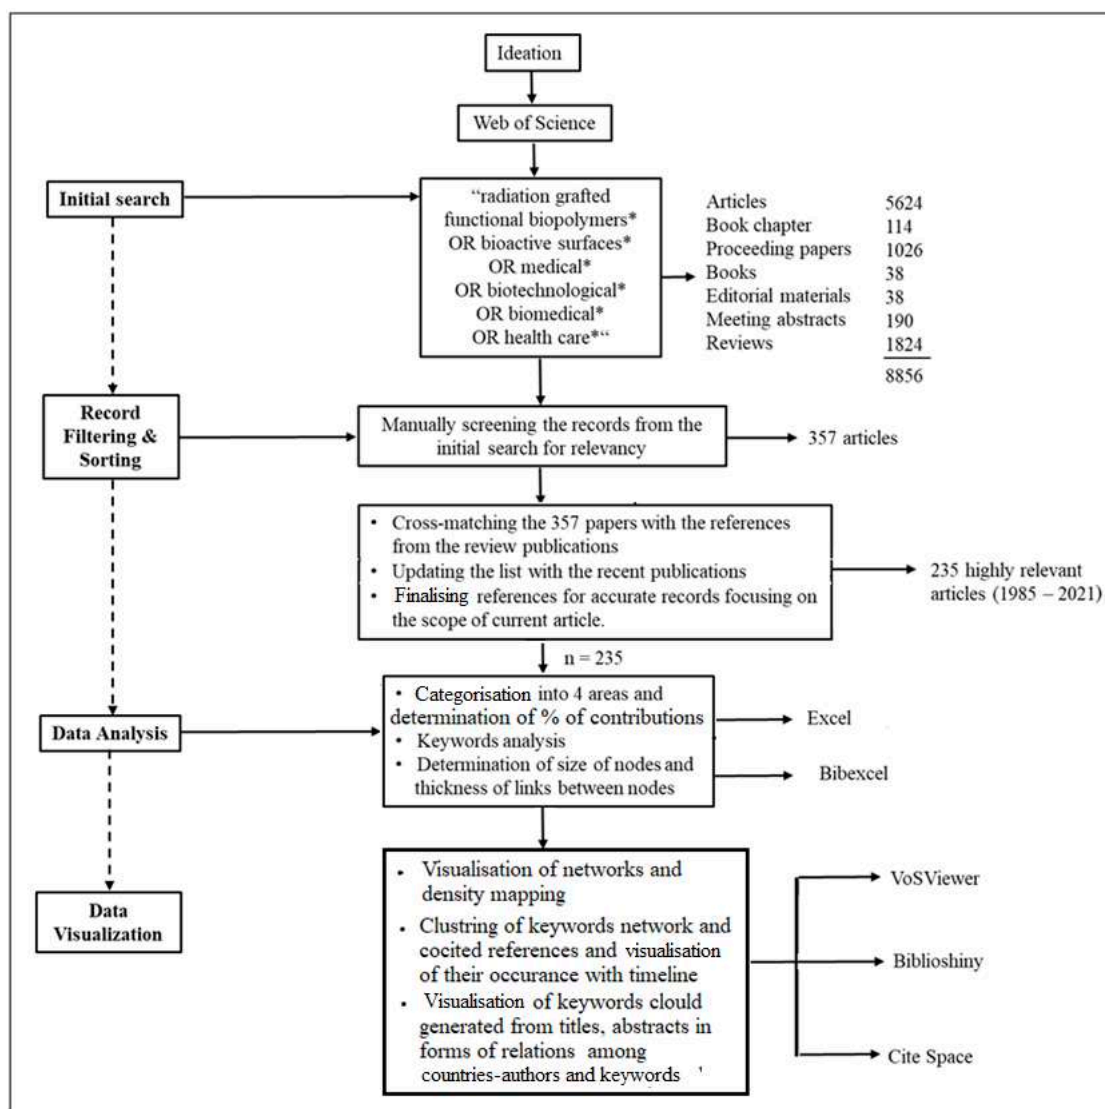 Ideation
Web of Science
Initial search
“radiation grafted
functional biopolymers*
OR bioactive surfaces*
OR medical*
OR biotechnological*
OR biomedical*
OR health care*“
Articles 5624
Book chapter 114
Proceeding papers 1026
Books 38
Editorial materials 38
Meeting abstracts 190
Reviews 1824
8856
Record
Filtering &
Sorting
Manually screening the records from the
initial search for relevancy
357 articles
• Cross-matching the 357 papers with the references
from the review publications
• Updating the list with the recent publications
• Finalising references for accurate records focusing on
the scope of current article.
235 highly relevant
articles (1985 – 2021)
n = 235
Data Analysis
• Categorisation into 4 areas and
determination of % of contributions
• Keywords analysis
• Determination of size of nodes and
thickness of links between nodes
Excel
Bibexcel
Data
Visualization
• Visualisation of networks and
density mapping
• Clustring of keywords network and
cocited references and visualisation
of their occurance with timeline
• Visualisation of keywords clould
generated from titles, abstracts in
forms of relations among
countries-authors and keywords
VoSViewer
Biblioshiny
Cite Space